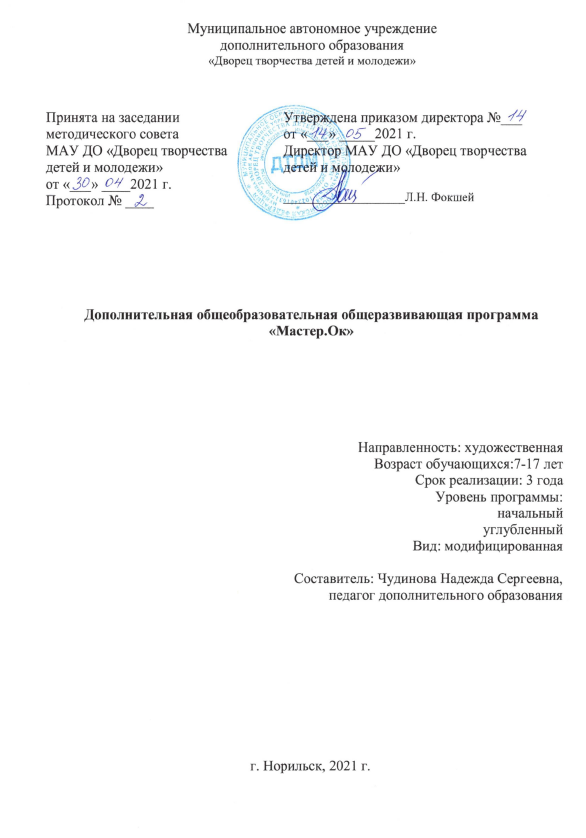 Муниципальное автономное учреждение
дополнительного образования
«Дворец творчества детей и молодежи»
Принята на заседании
методического совета
МАУ ДО «Дворец творчества
детей и молодежи»
от «30» 04 2021 г.
Протокол № 2
Утверждена приказом директора № 14
от «14» 05 2021 г.
Директор МАУ ДО «Дворец творчества
детей и молодежи»
Л.Н. Фокшей
ДТДМ
Дополнительная общеобразовательная общеразвивающая программа
«Мастер.Ок»
Направленность: художественная
Возраст обучающихся:7-17 лет
Срок реализации: 3 года
Уровень программы:
начальный
углубленный
Вид: модифицированная
Составитель: Чудинова Надежда Сергеевна,
педагог дополнительного образования
г. Норильск, 2021 г.